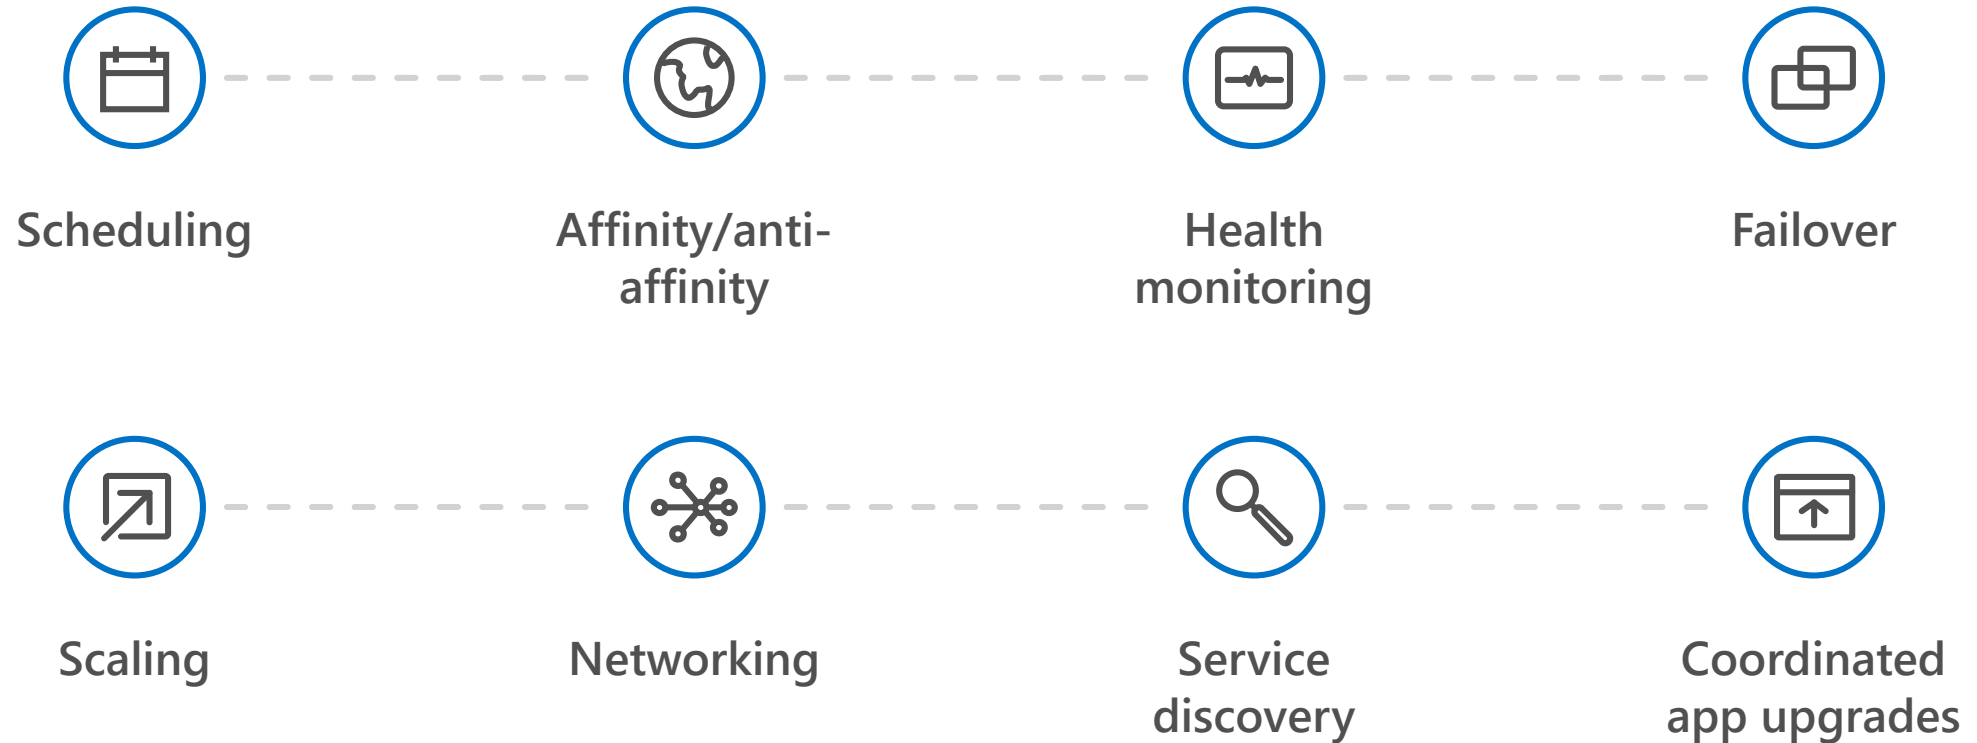 Scheduling
Affinity/anti-
affinity
Health
monitoring
Failover
Scaling
Networking
Service
discovery
Coordinated
app upgrades